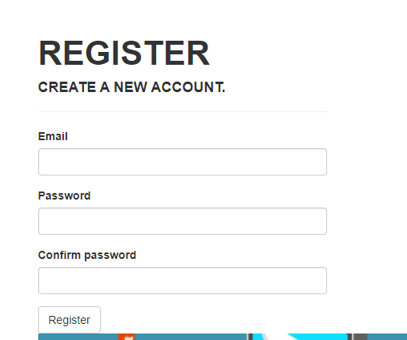 REGISTER
CREATE A NEW ACCOUNT.
Email
Password
Confirm password
Register